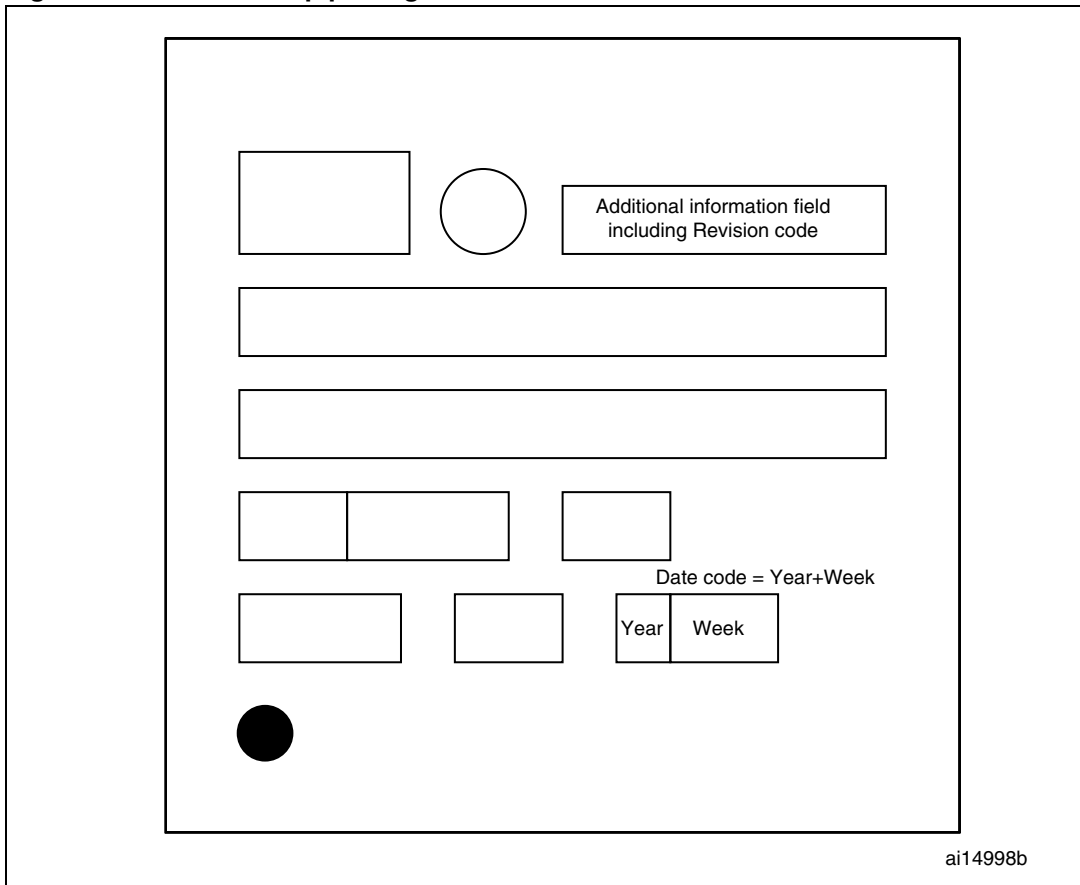 Additional information field
including Revision code
Date code = Year+Week
Year Week
ai14998b